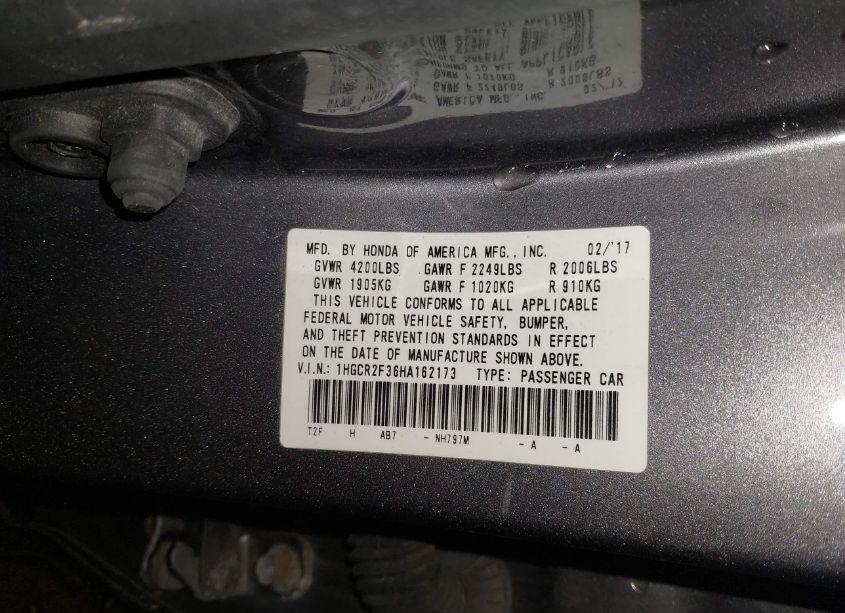 MFD. BY HONDA OF AMERICA MFG., INC. 02/'17
GVWR 4200LBS GAWR F 2249LBS R 2006LBS
GVWR 1905KG GAWR F 1020KG R 910KG
THIS VEHICLE CONFORMS TO ALL APPLICABLE
FEDERAL MOTOR VEHICLE SAFETY, BUMPER,
AND THEFT PREVENTION STANDARDS IN EFFECT
ON THE DATE OF MANUFACTURE SHOWN ABOVE.
V.I.N.: 1HGCR2F36HA162173 TYPE: PASSENGER CAR
T2F H AB7 - NH797M - A - A